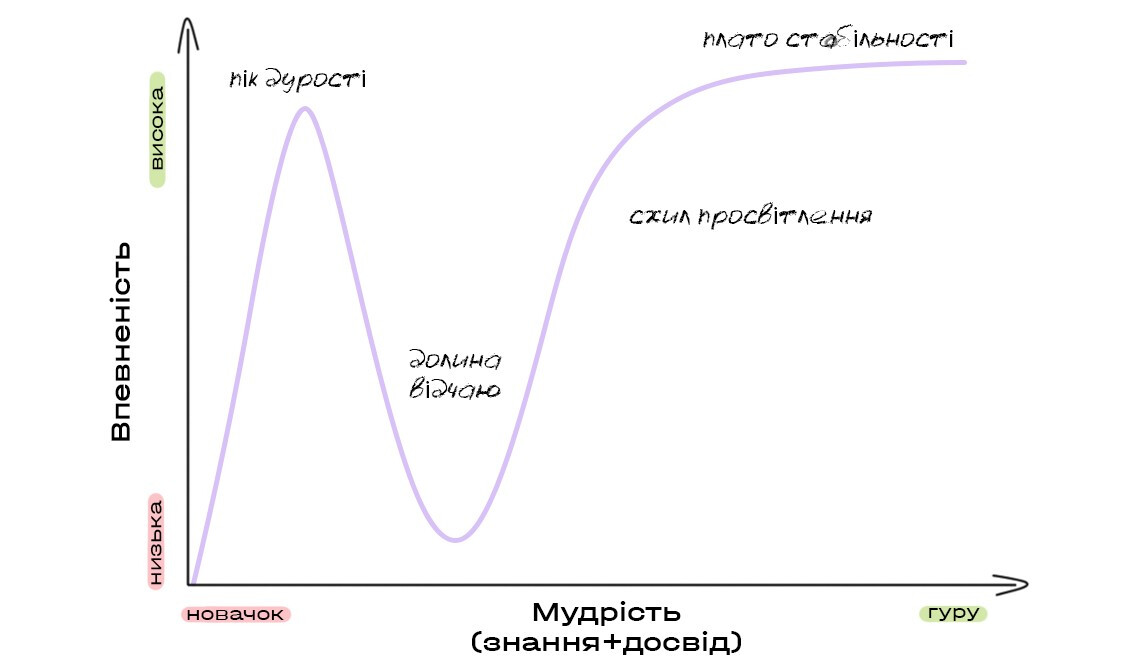 плато стабільності
пік дурості
висока
схил просвітлення
Впевненість
долина
відчаю
низька
новачок
Мудрість
(знання+досвід)
гуру